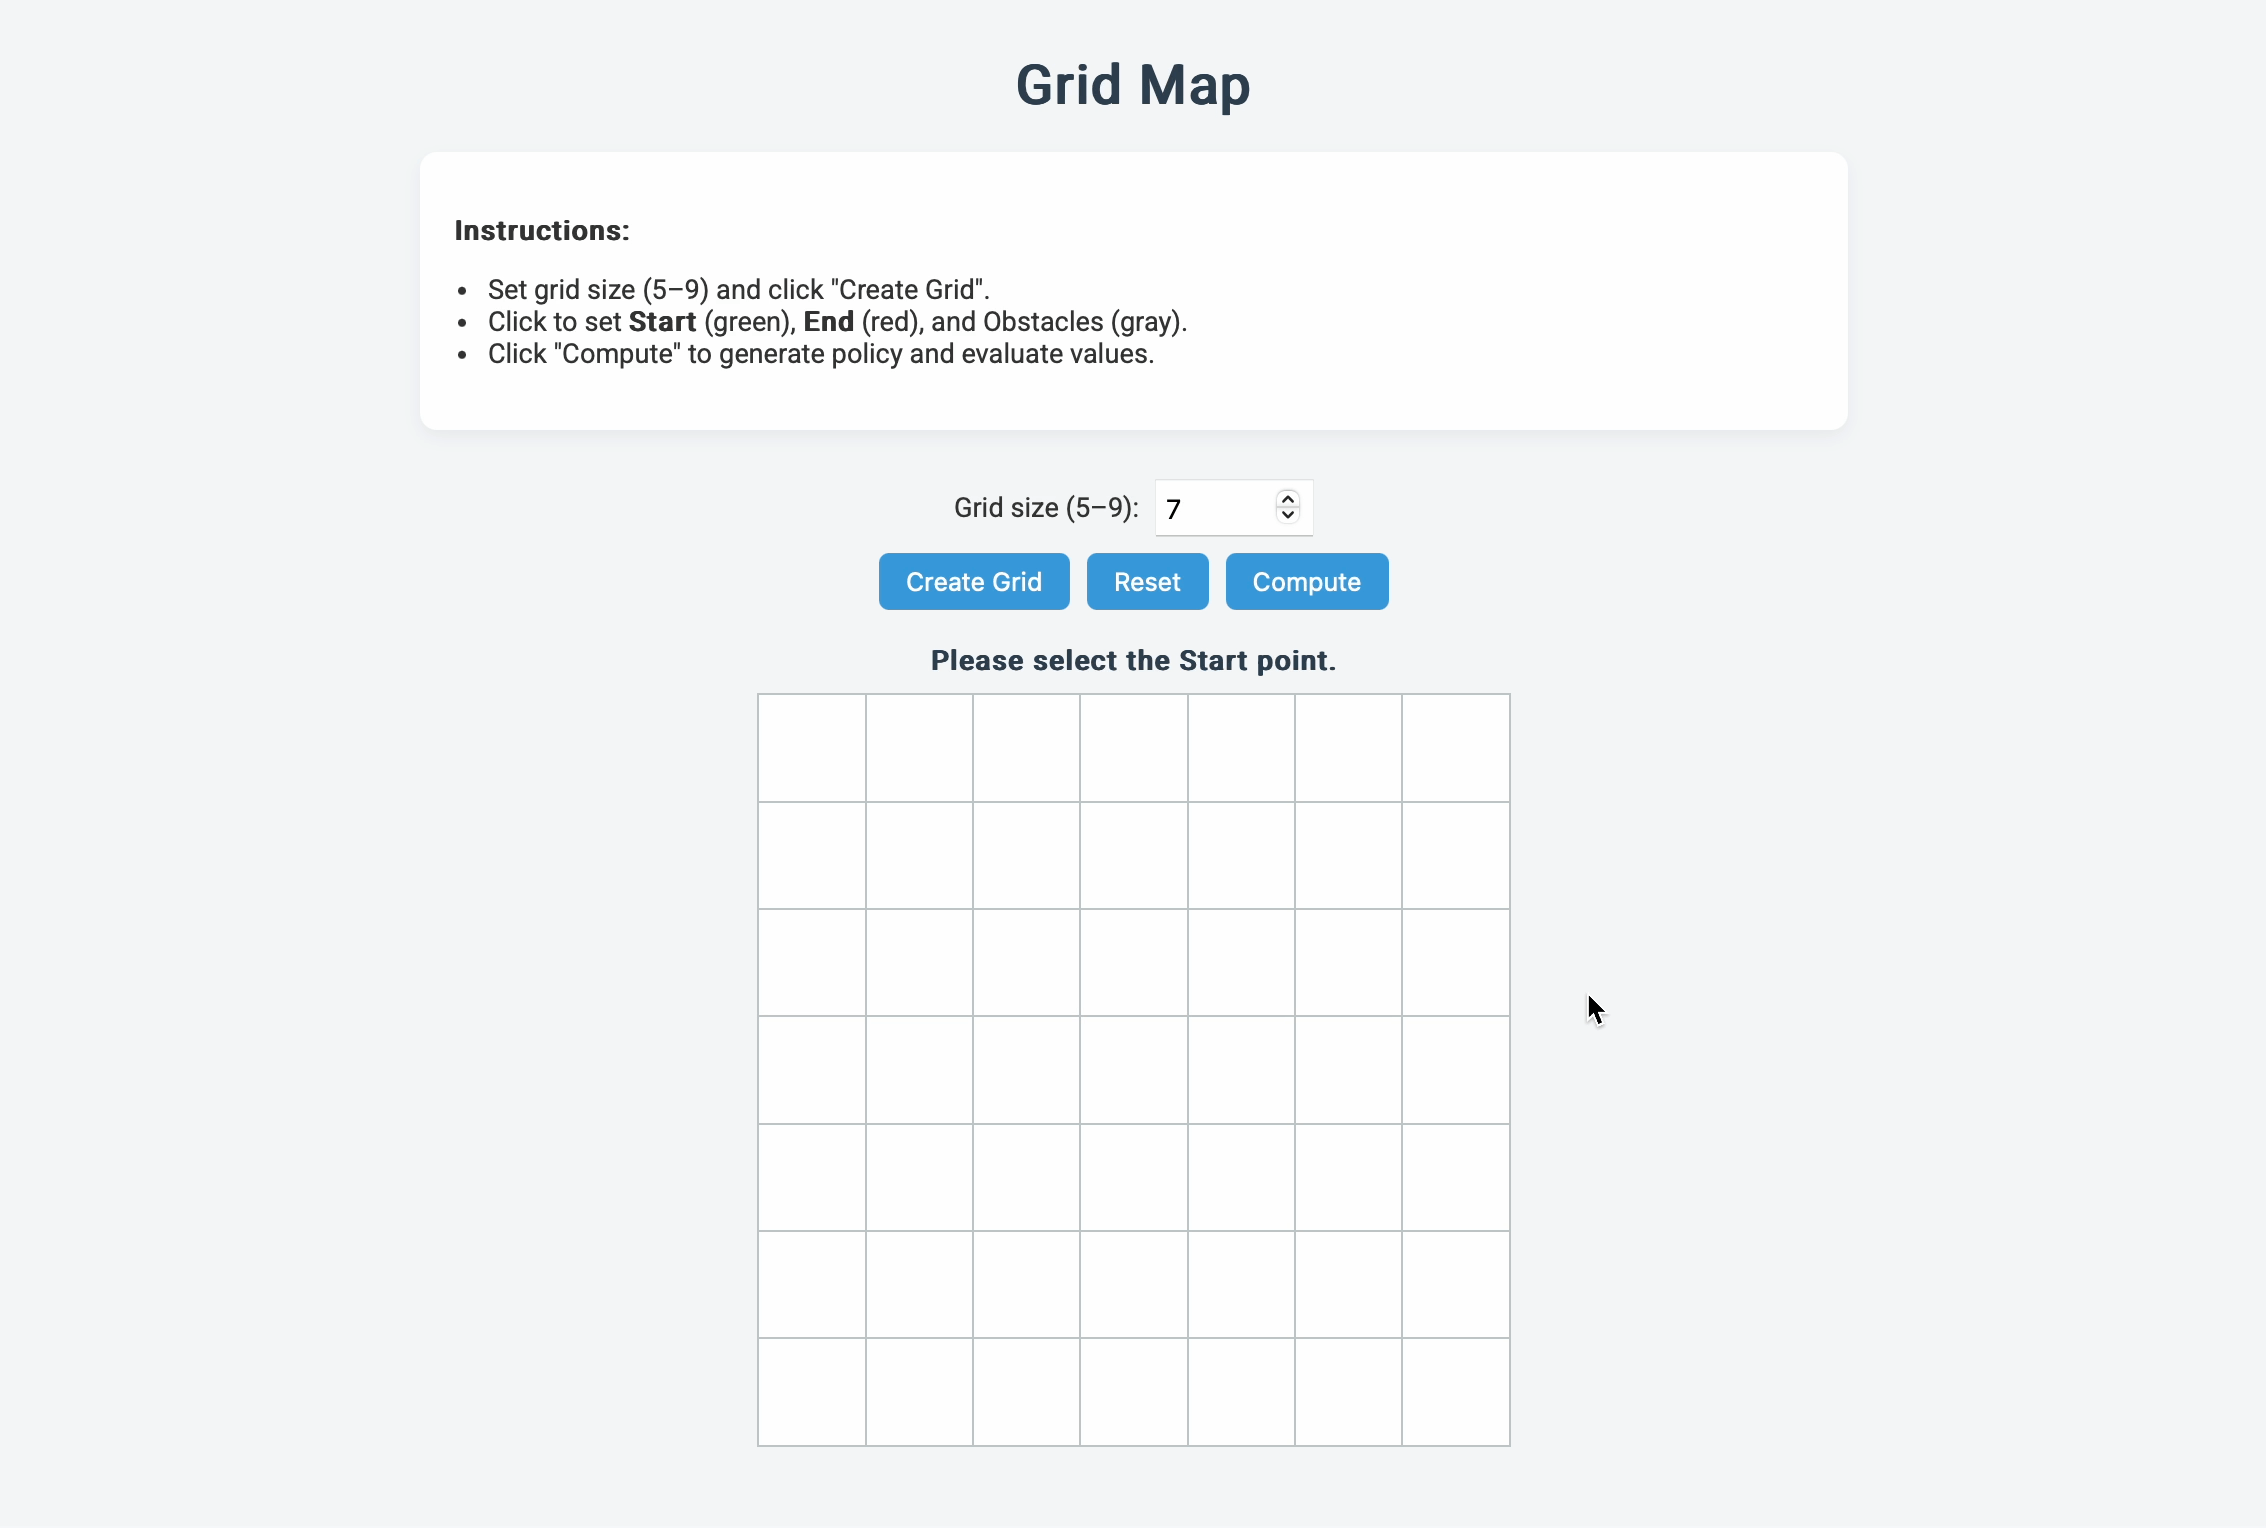 Grid Map
Instructions:
• Set grid size (5–9) and click "Create Grid".
• Click to set Start (green), End (red), and Obstacles (gray).
• Click "Compute" to generate policy and evaluate values.
Grid size (5–9): 7
Create Grid Reset Compute
Please select the Start point.